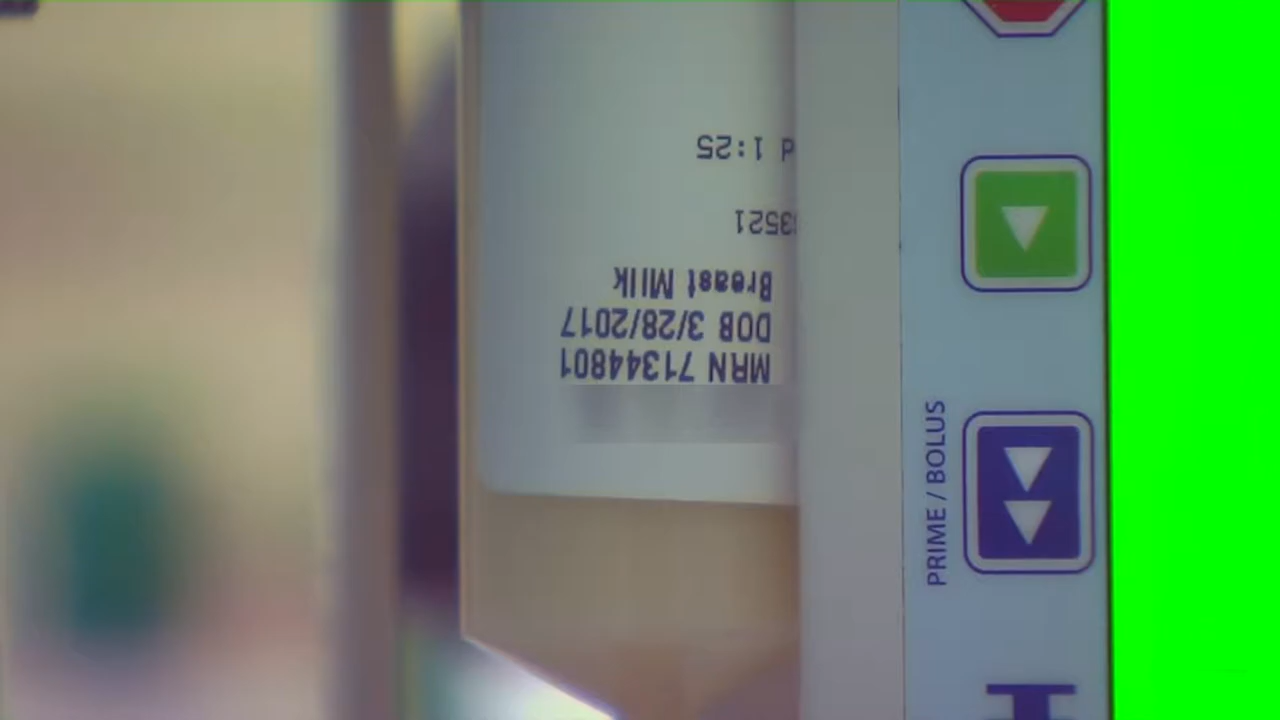 MRN 71344801
DOB 3/28/2017
Breast Milk
3521
d 1:25
PRIME / BOLUS